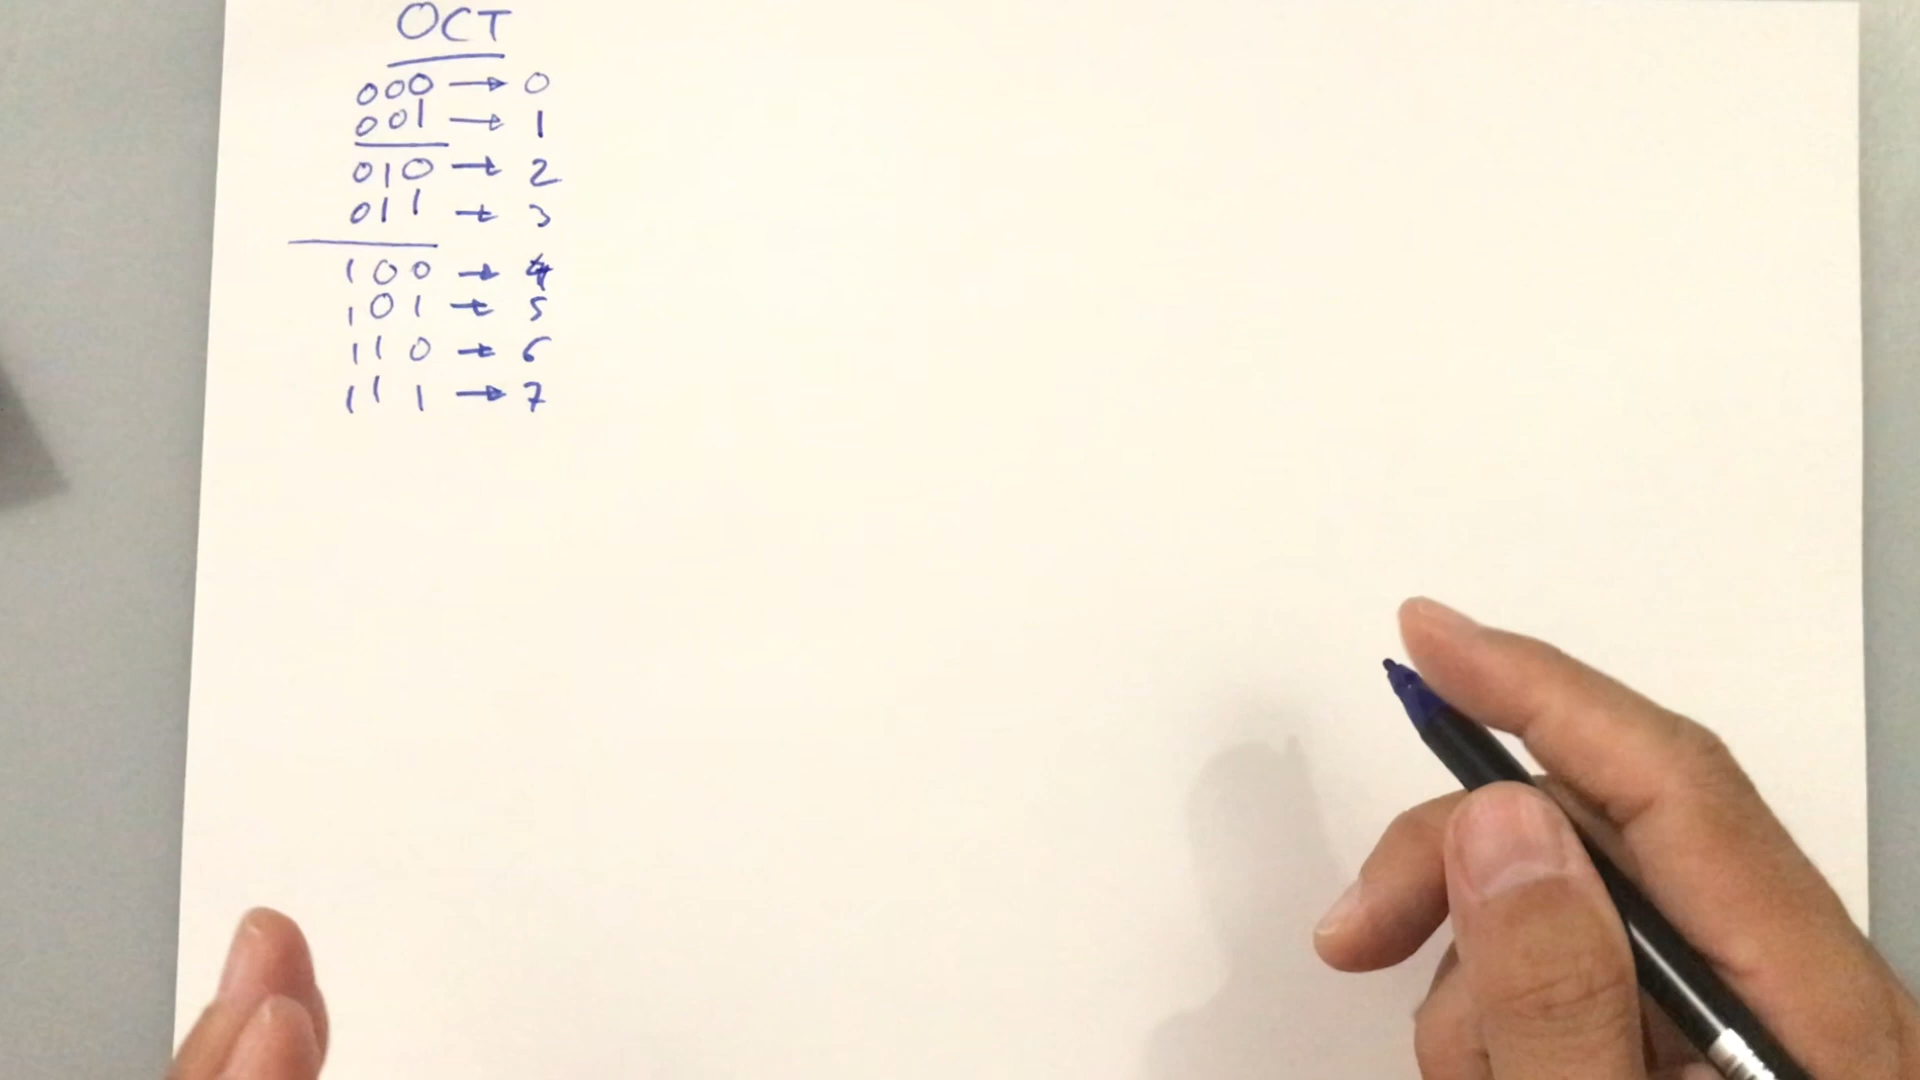 OCT
000 → 0
001 → 1
010 → 2
011 → 3
100 → 4
101 → 5
110 → 6
111 → 7